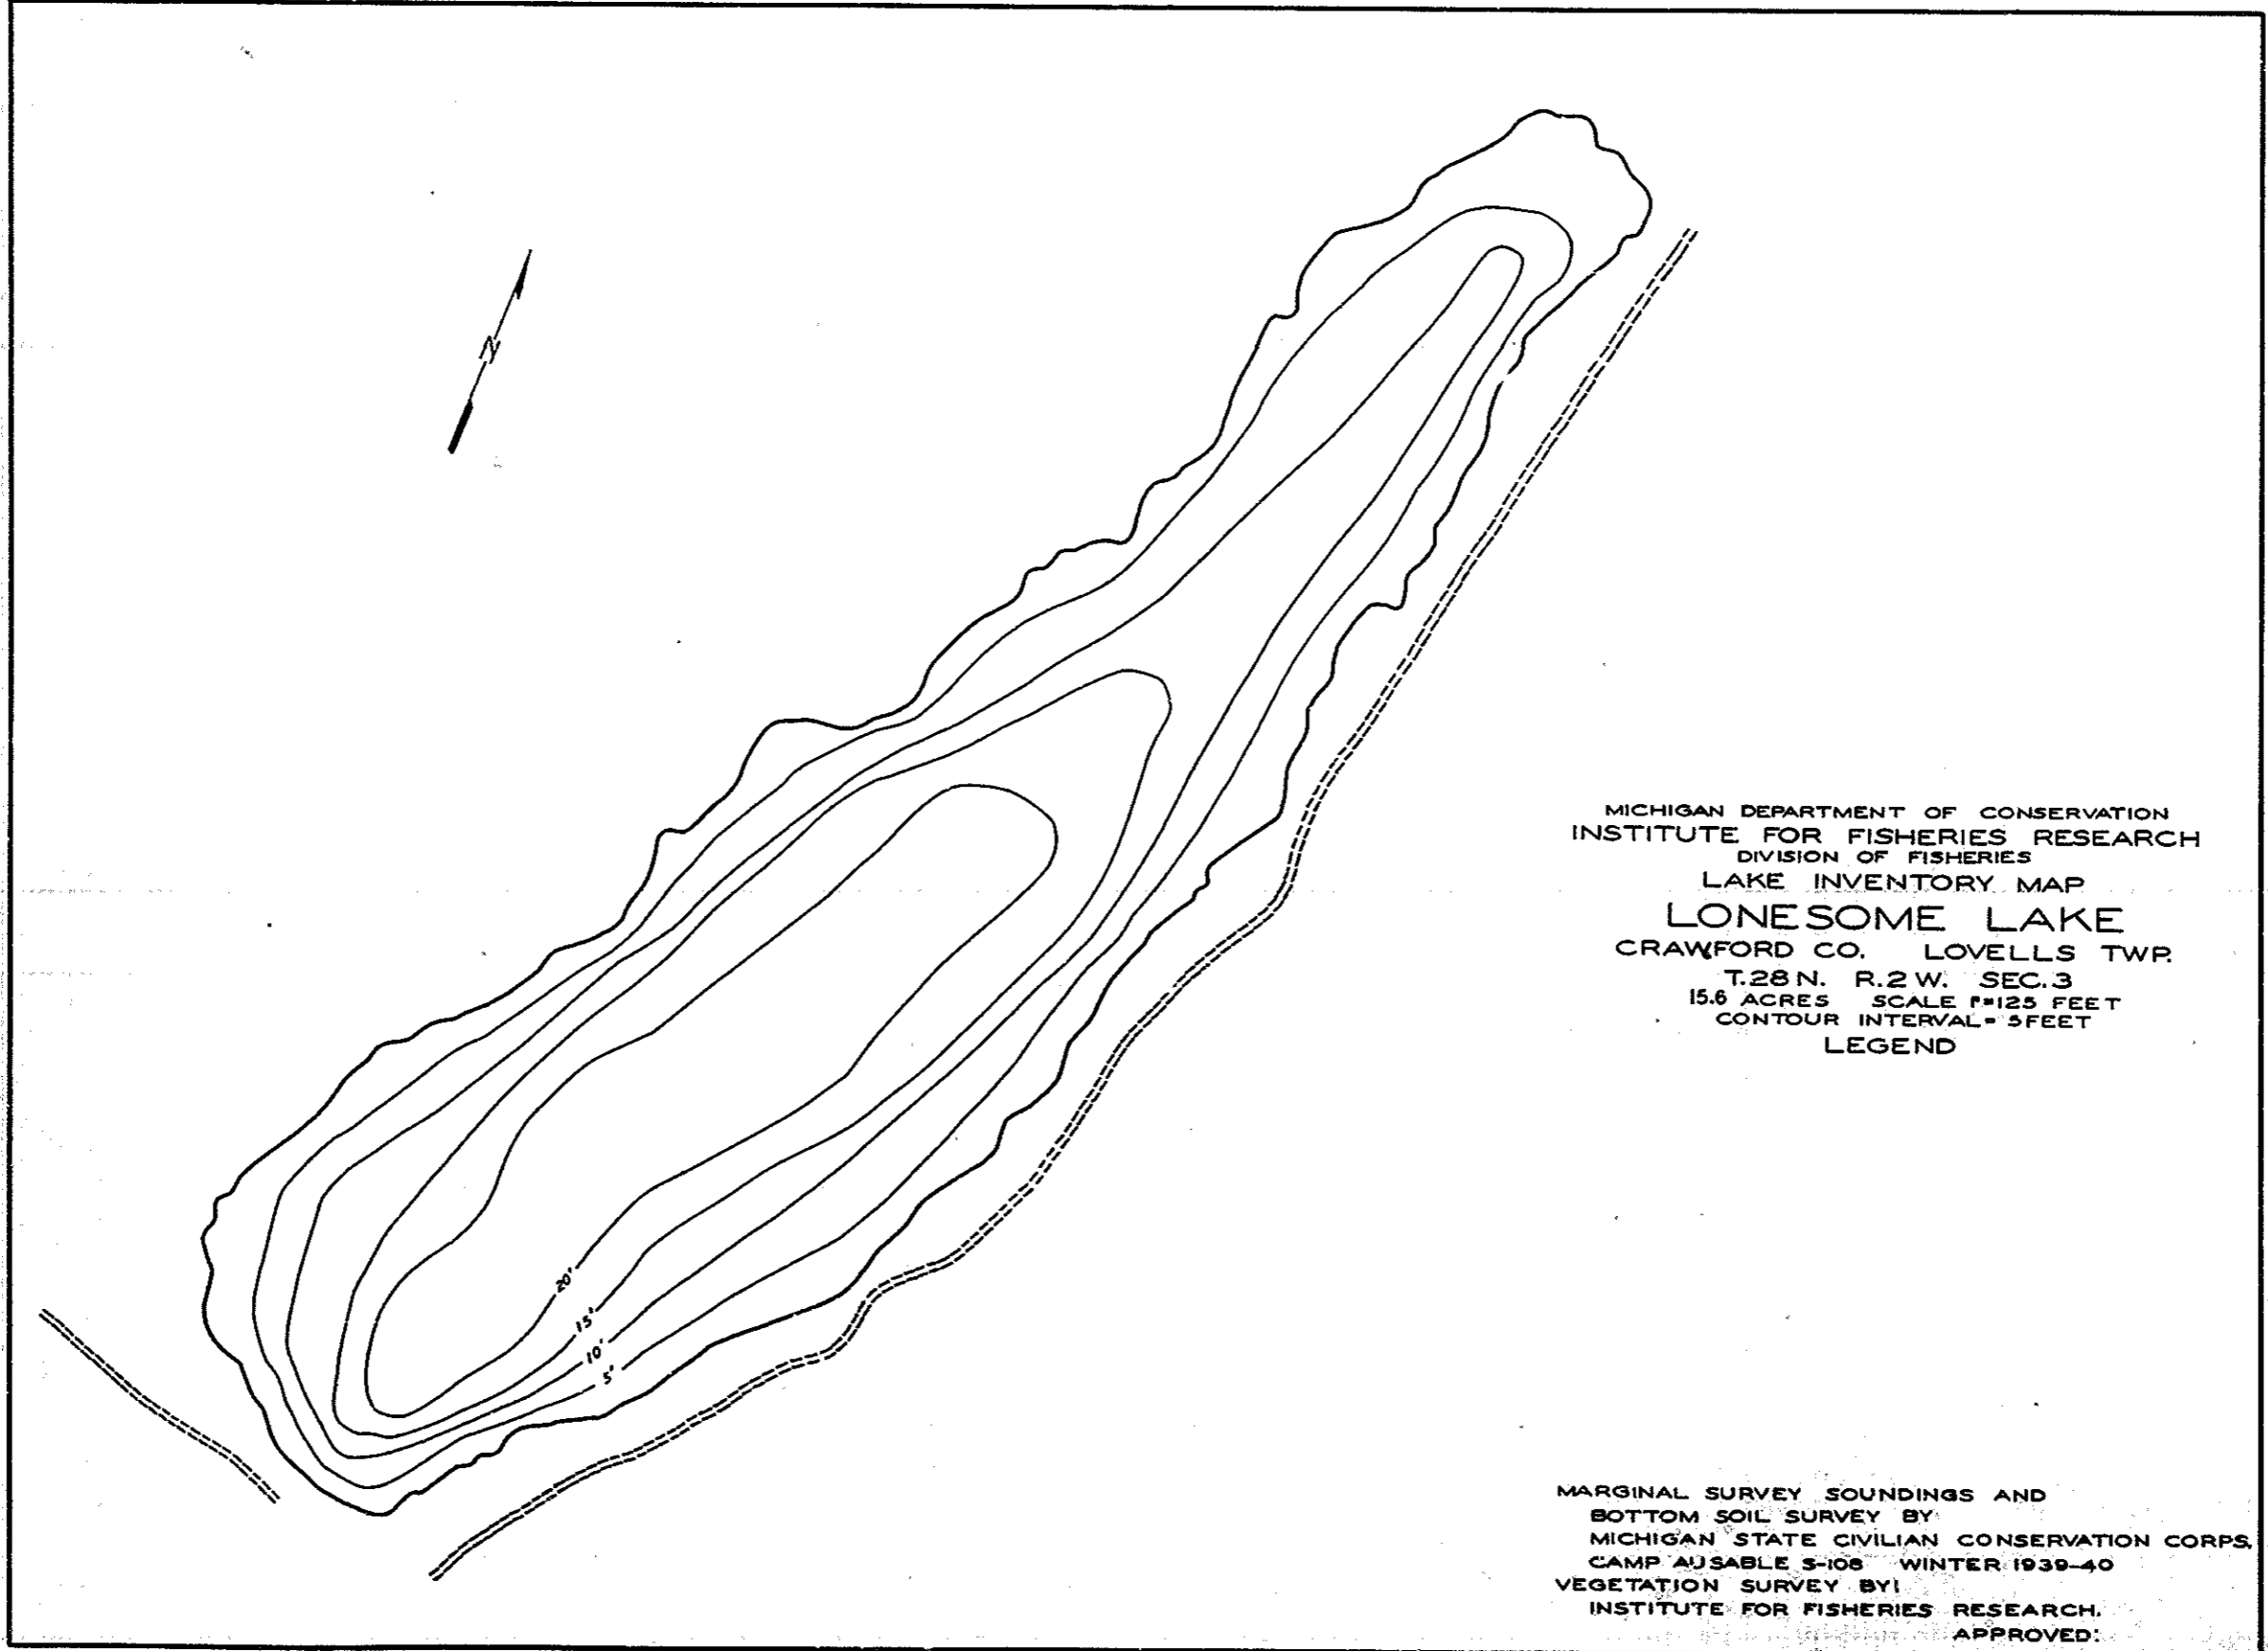 N
MICHIGAN DEPARTMENT OF CONSERVATION
INSTITUTE FOR FISHERIES RESEARCH
DIVISION OF FISHERIES
LAKE INVENTORY MAP
LONESOME LAKE
CRAWFORD CO. LOVELLS TWP.
T.28N. R.2W. SEC.3
15.6 ACRES SCALE 1"=125 FEET
CONTOUR INTERVAL=5FEET
LEGEND
20'
15'
10'
5'
MARGINAL SURVEY SOUNDINGS AND
BOTTOM SOIL SURVEY BY
MICHIGAN STATE CIVILIAN CONSERVATION CORPS.
CAMP AUSABLE S-108 WINTER 1939-40
VEGETATION SURVEY BY:
INSTITUTE FOR FISHERIES RESEARCH.
APPROVED: